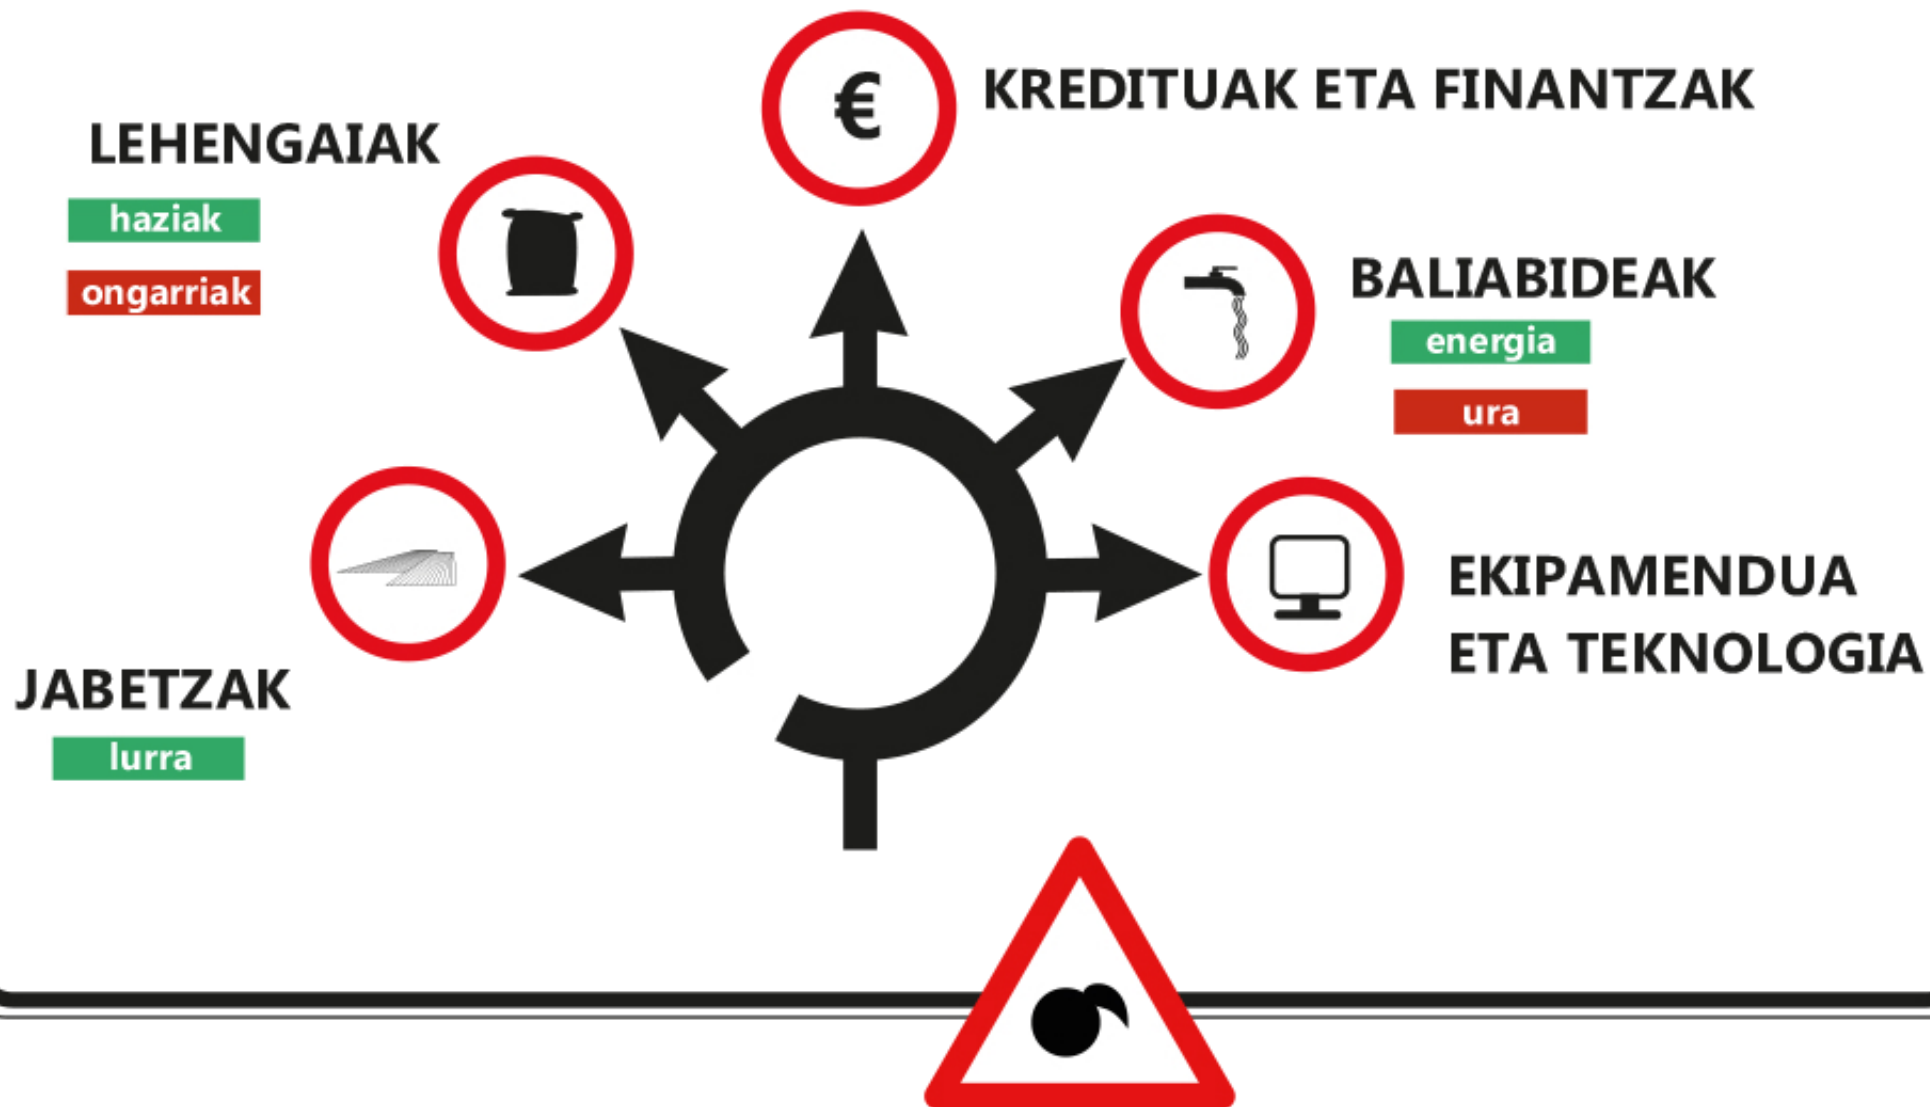 €
KREDITUAK ETA FINANTZAK
LEHENGAIAK
haziak
ongarriak
BALIABIDEAK
energia
ura
EKIPAMENDUA
ETA TEKNOLOGIA
JABETZAK
lurra